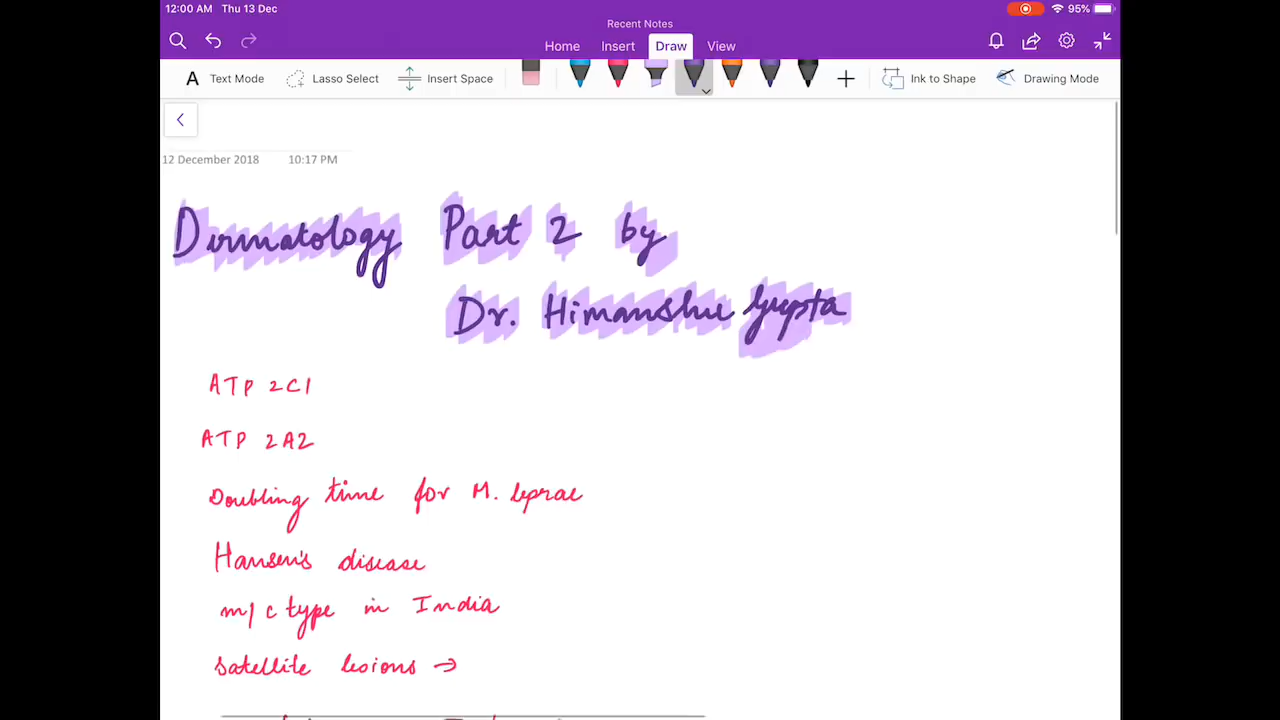 12:00 AM Thu 13 Dec
95%
Recent Notes
Home Insert Draw View
Text Mode Lasso Select Insert Space Ink to Shape Drawing Mode
12 December 2018 10:17 PM
Dermatology Part 2 by
Dr. Himanshu Gupta
ATP 2C1
ATP 2A2
Doubling time for M. leprae
Hansen's disease
m/c type in India
satellite lesions →